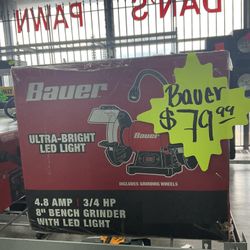 DAN'S PAWN
Bauer
ULTRA-BRIGHT
LED LIGHT
Bauer
$79.99
Bauer
INCLUDES GRINDING WHEELS
4.8 AMP | 3/4 HP
8" BENCH GRINDER
WITH LED LIGHT